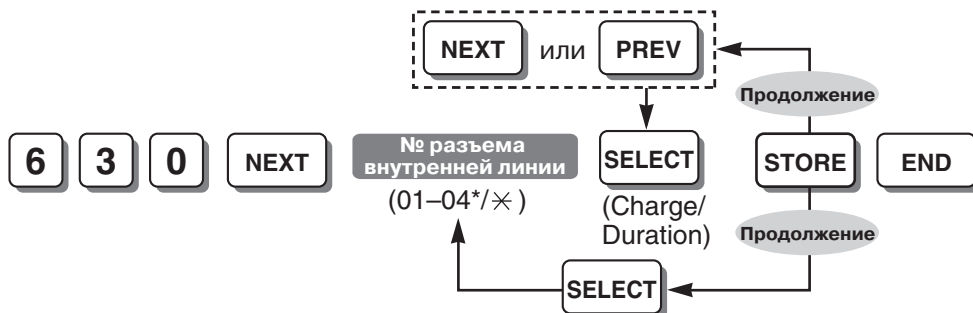 NEXT или PREV
Продолжение
6 3 0 NEXT № разъема внутренней линии SELECT STORE END
(01–04*/✳)
(Charge/
Duration)
Продолжение
SELECT